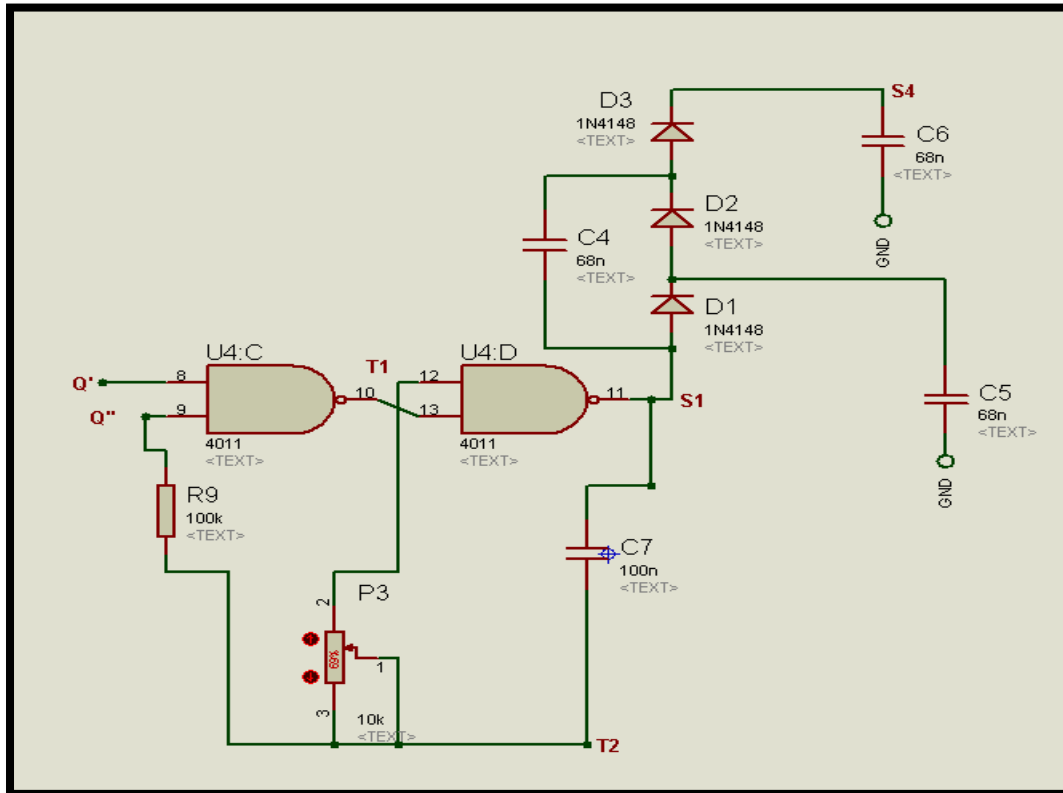 S4
D3
1N4148
<TEXT>
C6
68n
<TEXT>
D2
1N4148
<TEXT>
C4
68n
<TEXT>
GND
D1
1N4148
<TEXT>
U4:C
T1
U4:D
Q'
8
10
12
13
11
S1
Q"
9
4011
<TEXT>
4011
<TEXT>
C5
68n
<TEXT>
GND
R9
100k
<TEXT>
C7
100n
<TEXT>
P3
2
69%
1
3
10k
<TEXT>
T2